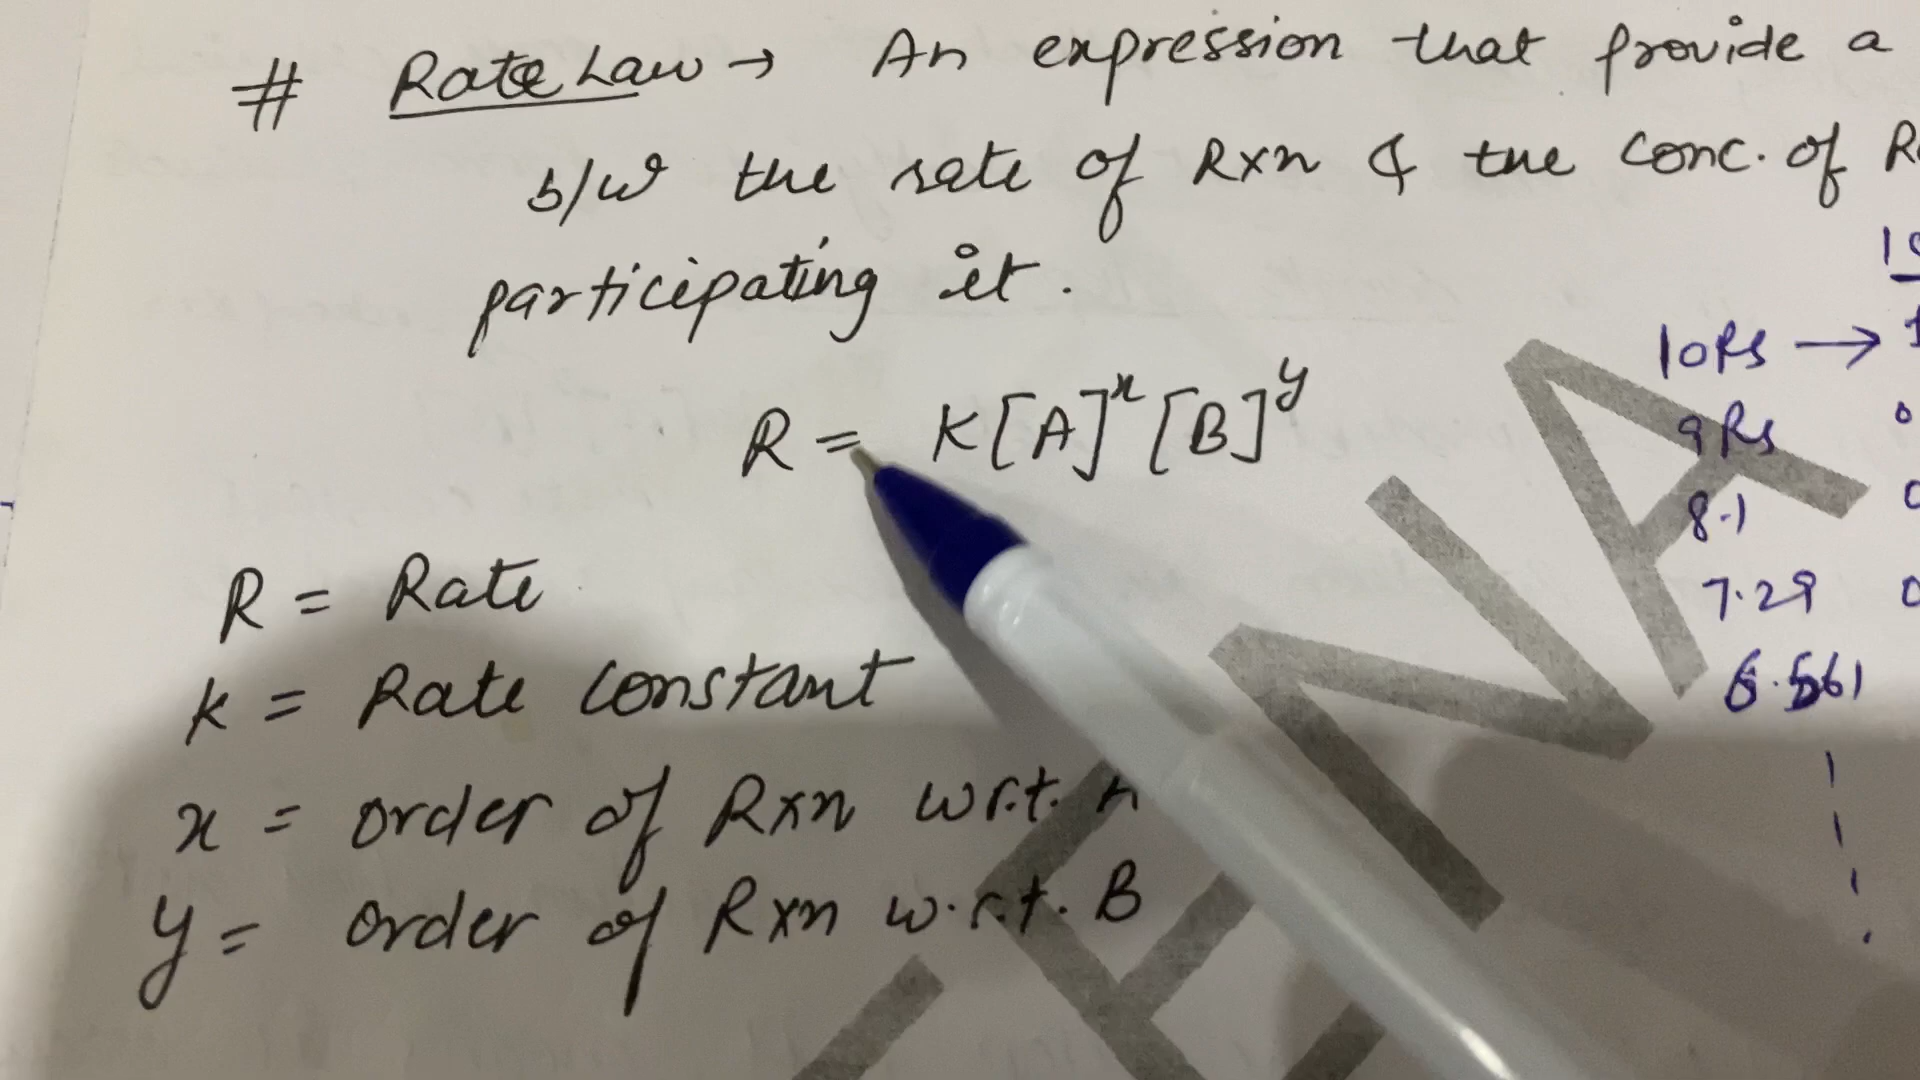 # Rate Law → An expression that provide a
b/w the rate of Rxn & the conc. of
participating it.
R = K[A]^x [B]^y
R = Rate
K = Rate constant
x = order of Rxn w.r.t. A
y = order of Rxn w.r.t. B
10Rs →
9Rs
8.1
7.29
6.561